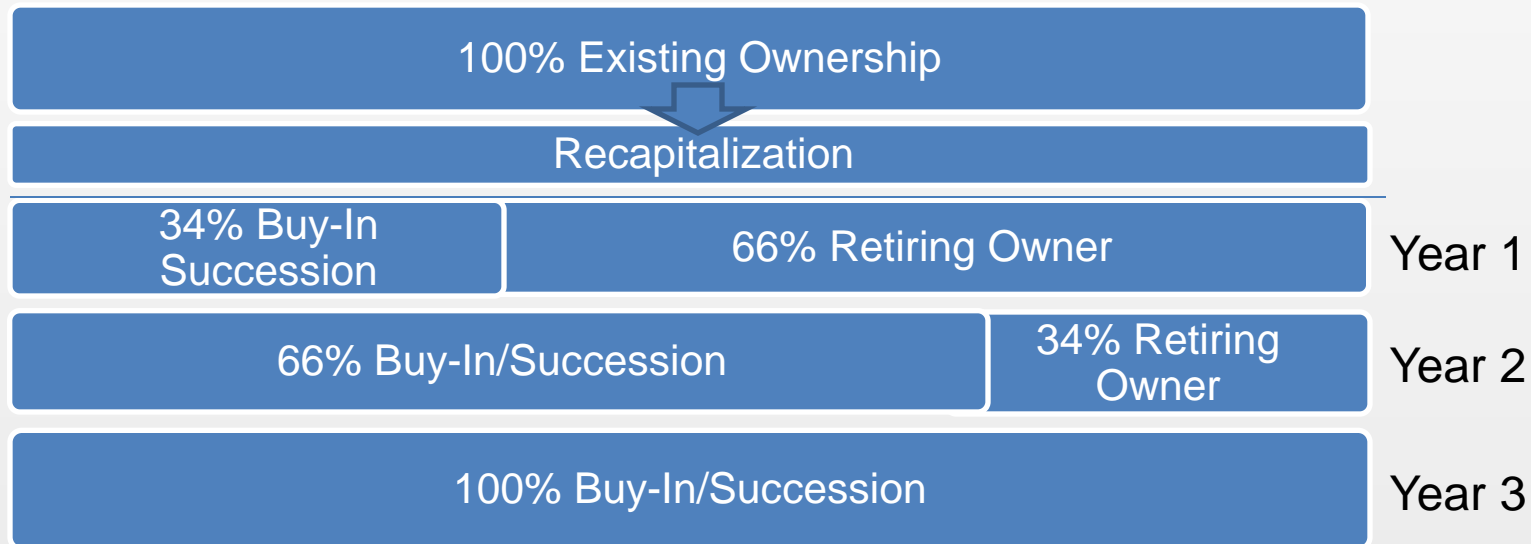 100% Existing Ownership
Recapitalization
34% Buy-In
Succession
66% Retiring Owner
Year 1
66% Buy-In/Succession
34% Retiring
Owner
Year 2
100% Buy-In/Succession
Year 3